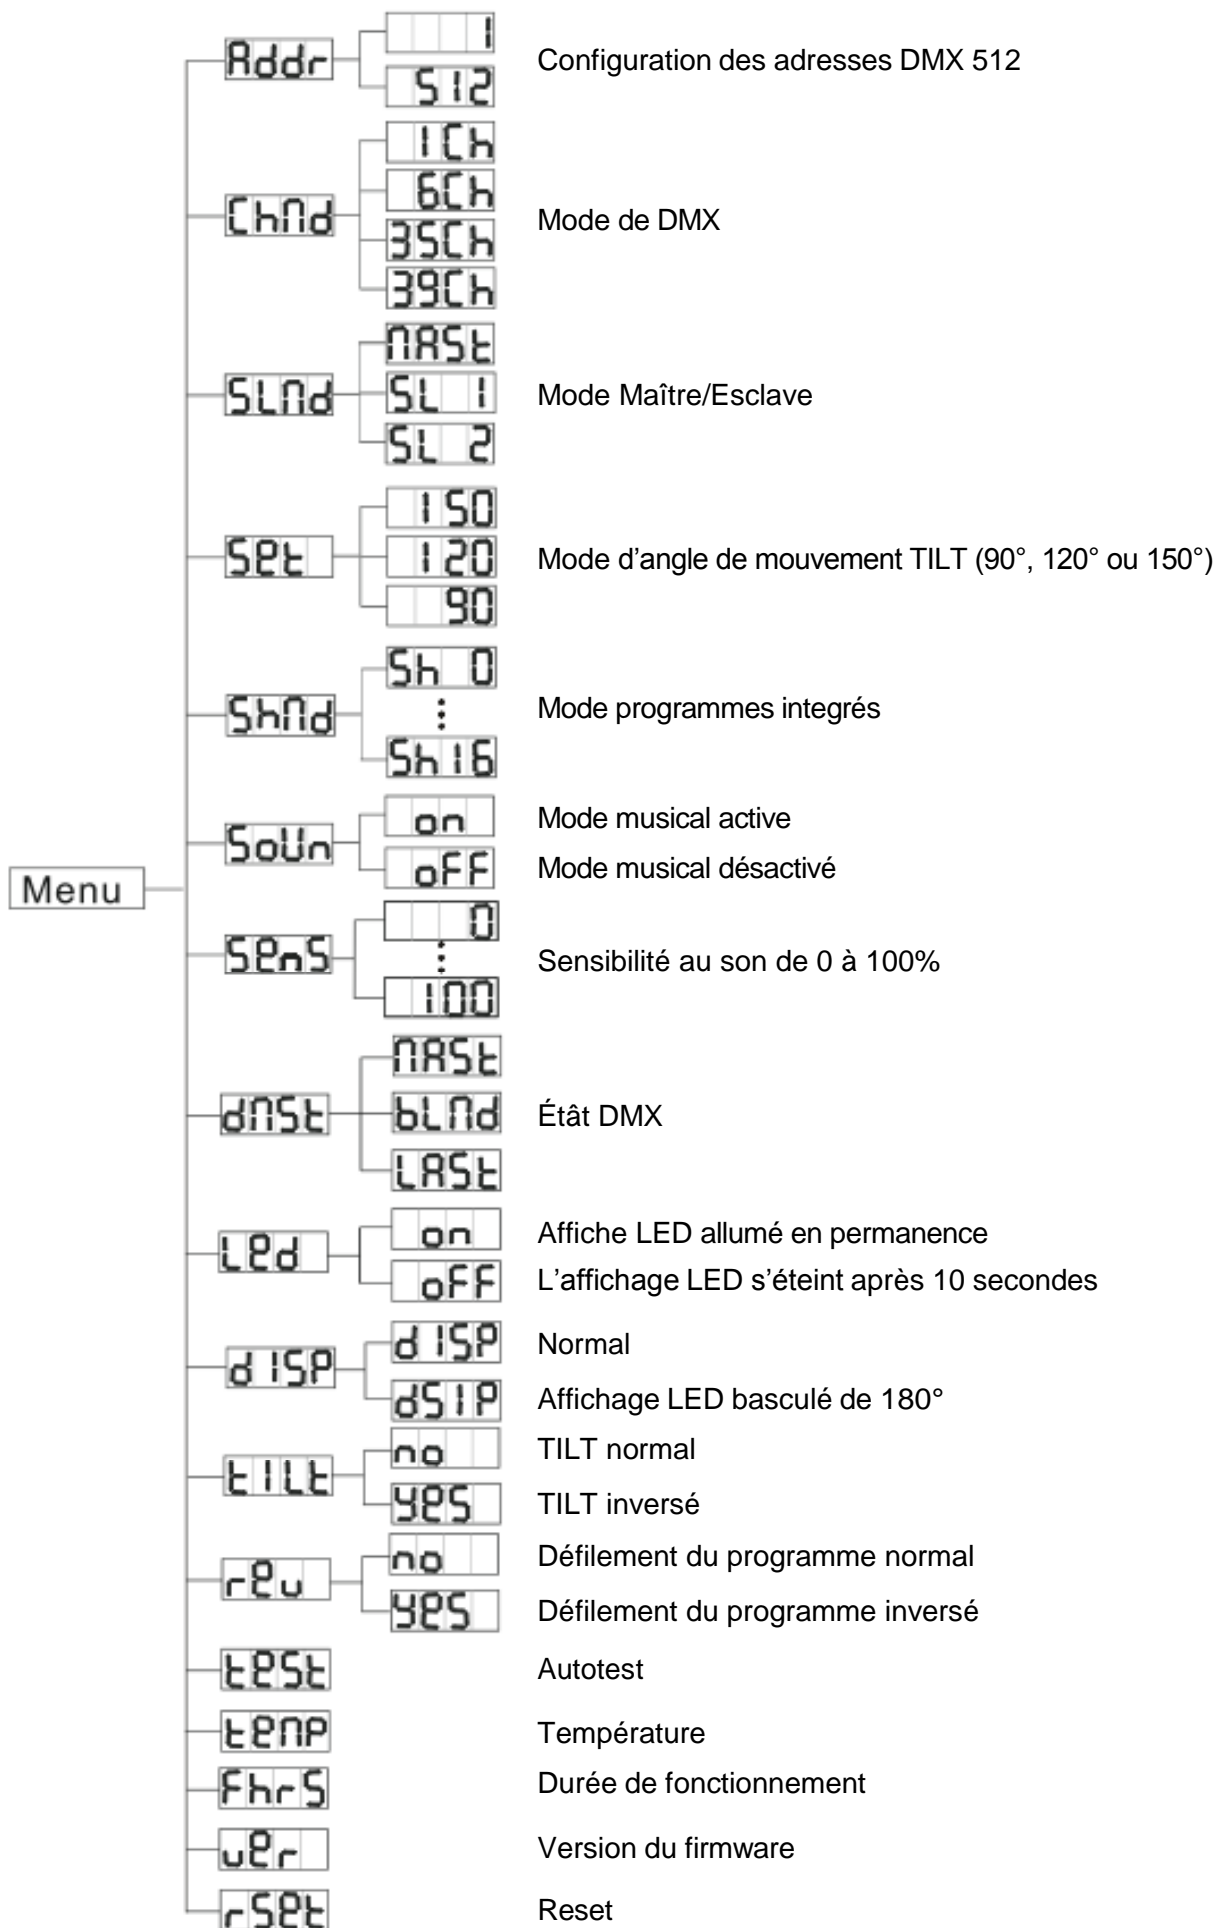 1
Addr
Configuration des adresses DMX 512
512
1Ch
6Ch
ChMd
Mode de DMX
35Ch
39Ch
MASt
SLMd
SL 1
Mode Maître/Esclave
SL 2
150
Set
120
Mode d’angle de mouvement TILT (90°, 120° ou 150°)
90
Sh 0
ShMd
Mode programmes integrés
Sh16
on
Mode musical active
SoUn
oFF
Mode musical désactivé
Menu
0
SenS
Sensibilité au son de 0 à 100%
100
MASt
dMSt
bLMd
Étât DMX
LASt
on
Affiche LED allumé en permanence
Led
oFF
L’affichage LED s’éteint après 10 secondes
dISP
Normal
dISP
dSIP
Affichage LED basculé de 180°
no
TILT normal
tILt
yeS
TILT inversé
no
Défilement du programme normal
rev
yeS
Défilement du programme inversé
teSt
Autotest
teMP
Température
FhrS
Durée de fonctionnement
ver
Version du firmware
rSet
Reset